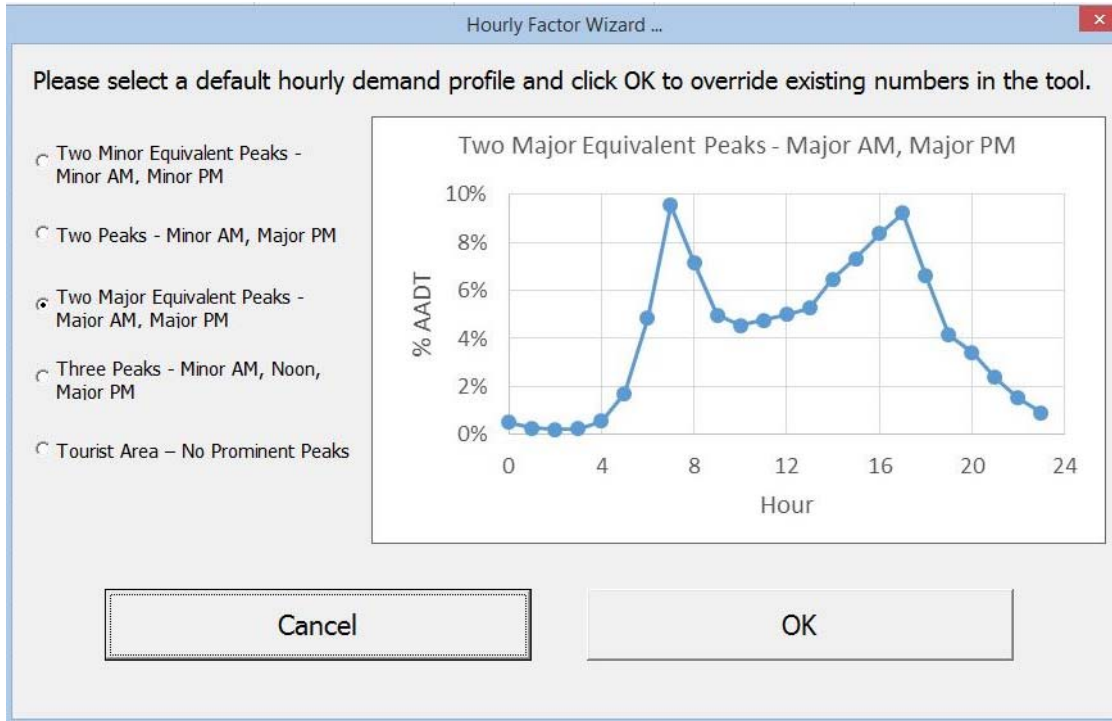 Hourly Factor Wizard ...
×
Please select a default hourly demand profile and click OK to override existing numbers in the tool.
Two Minor Equivalent Peaks -
Minor AM, Minor PM
Two Peaks - Minor AM, Major PM
Two Major Equivalent Peaks -
Major AM, Major PM
Three Peaks - Minor AM, Noon,
Major PM
Tourist Area – No Prominent Peaks
Two Major Equivalent Peaks - Major AM, Major PM
% AADT
10%
8%
6%
4%
2%
0%
0 4 8 12 16 20 24
Hour
Cancel
OK